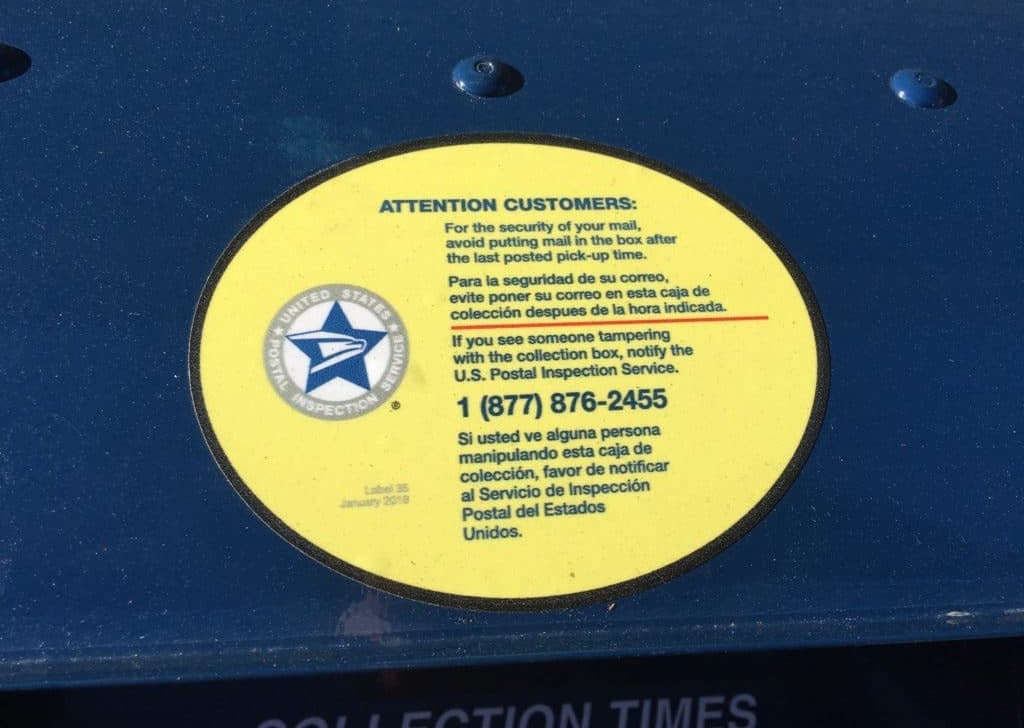 ATTENTION CUSTOMERS:
For the security of your mail,
avoid putting mail in the box after
the last posted pick-up time.
Para la seguridad de su correo,
evite poner su correo en esta caja de
colección despues de la hora indicada.
If you see someone tampering
with the collection box, notify the
U.S. Postal Inspection Service.
1 (877) 876-2455
Si usted ve alguna persona
manipulando esta caja de
colección, favor de notificar
al Servicio de Inspección
Postal del Estados
Unidos.
UNITED STATES
POSTAL INSPECTION SERVICE
®
Label 35
January 2018
COLLECTION TIMES